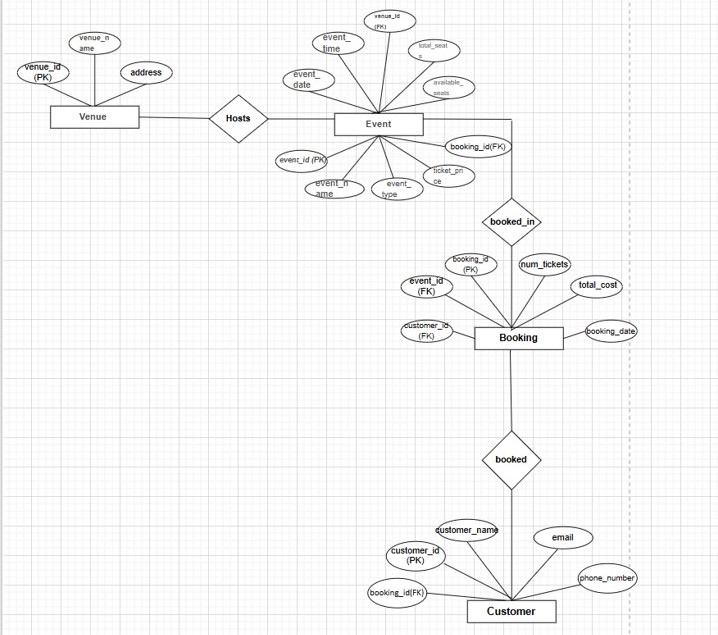 venue_n
ame
venue_id
(PK)
address
Venue
Hosts
venue_id
(FK)
event_
time
total_seat
s
event_
date
available_
seats
Event
booking_id(FK)
event_id (PK)
ticket_pri
ce
event_n
ame
event_
type
booked_in
booking_id
(PK)
num_tickets
event_id
(FK)
total_cost
customer_id
(FK)
booking_date
Booking
booked
customer_name
email
customer_id
(PK)
phone_number
booking_id(FK)
Customer